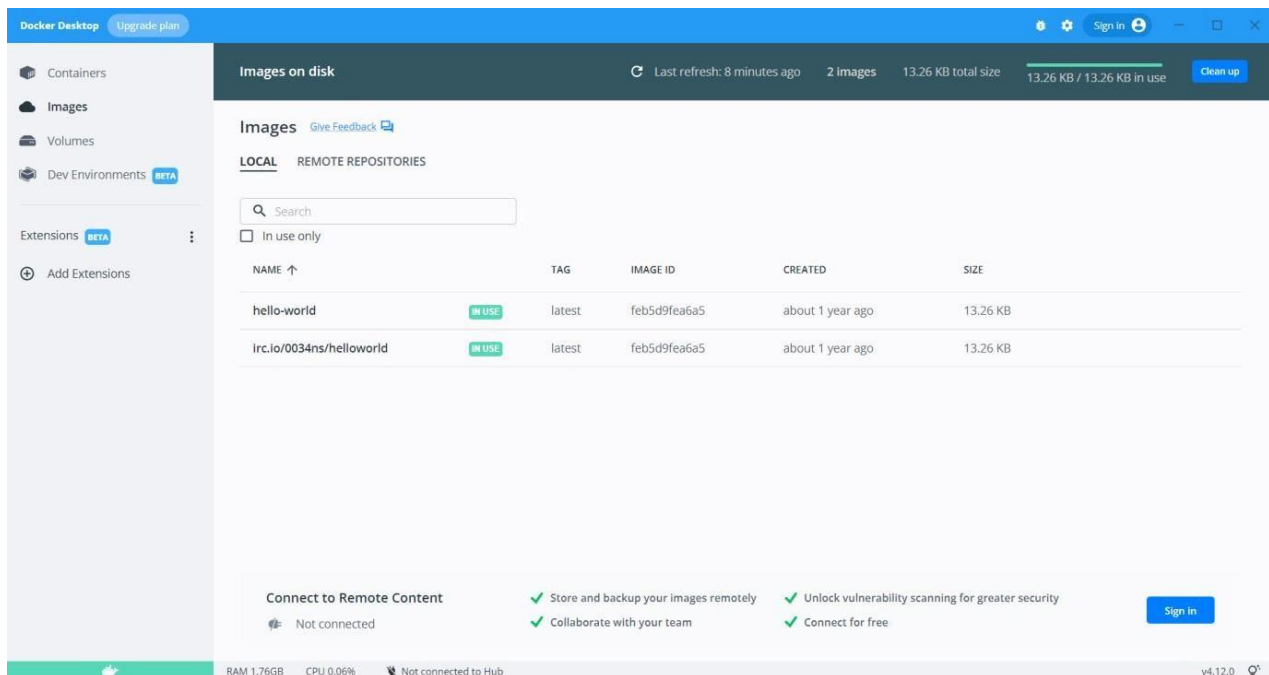 Docker Desktop Upgrade plan Sign in
Containers
Images
Volumes
Dev Environments BETA
Extensions BETA
Add Extensions
Images on disk Last refresh: 8 minutes ago 2 images 13.26 KB total size 13.26 KB / 13.26 KB in use Clean up
Images Give Feedback
LOCAL REMOTE REPOSITORIES
Search
In use only
NAME TAG IMAGE ID CREATED SIZE
hello-world IN USE latest feb5d9fea6a5 about 1 year ago 13.26 KB
irc.io/0034ns/helloworld IN USE latest feb5d9fea6a5 about 1 year ago 13.26 KB
Connect to Remote Content
Not connected
Store and backup your images remotely
Collaborate with your team
Unlock vulnerability scanning for greater security
Connect for free
Sign in
RAM 1.76GB CPU 0.06% Not connected to Hub v4.12.0